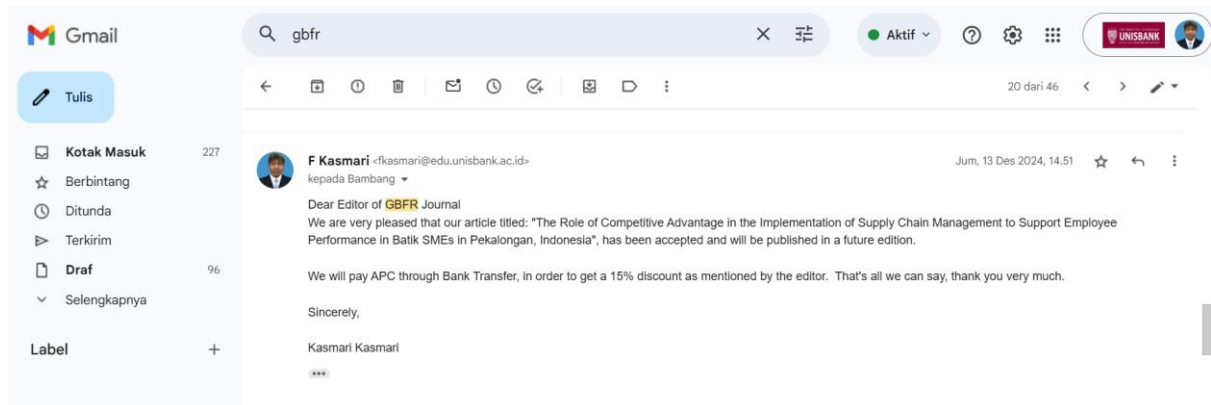 Gmail
gbfr
Aktif
UNISBANK
Tulis
20 dari 46
Kotak Masuk 227
Berbintang
Ditunda
Terkirim
Draf 96
Selengkapnya
Label
F Kasmari <fkasmari@edu.unisbank.ac.id>
Jum, 13 Des 2024, 14.51
kepada Bambang
Dear Editor of GBFR Journal
We are very pleased that our article titled: "The Role of Competitive Advantage in the Implementation of Supply Chain Management to Support Employee
Performance in Batik SMEs in Pekalongan, Indonesia", has been accepted and will be published in a future edition.
We will pay APC through Bank Transfer, in order to get a 15% discount as mentioned by the editor.  That's all we can say, thank you very much.
Sincerely,
Kasmari Kasmari